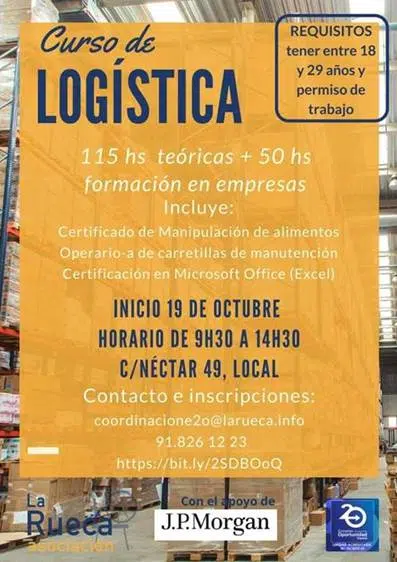 Curso de
LOGÍSTICA
REQUISITOS
tener entre 18
y 29 años y
permiso de
trabajo
115 hs teóricas + 50 hs
formación en empresas
Incluye:
Certificado de Manipulación de alimentos
Operario-a de carretillas de manutención
Certificación en Microsoft Office (Excel)
INICIO 19 DE OCTUBRE
HORARIO DE 9H30 A 14H30
C/NÉCTAR 49, LOCAL
Contacto e inscripciones:
coordinacione2o@larueca.info
91.826 12 23
https://bit.ly/2SDBOoQ
La
Rueca
asociación
Con el apoyo de
J.P.Morgan
Oportunidad